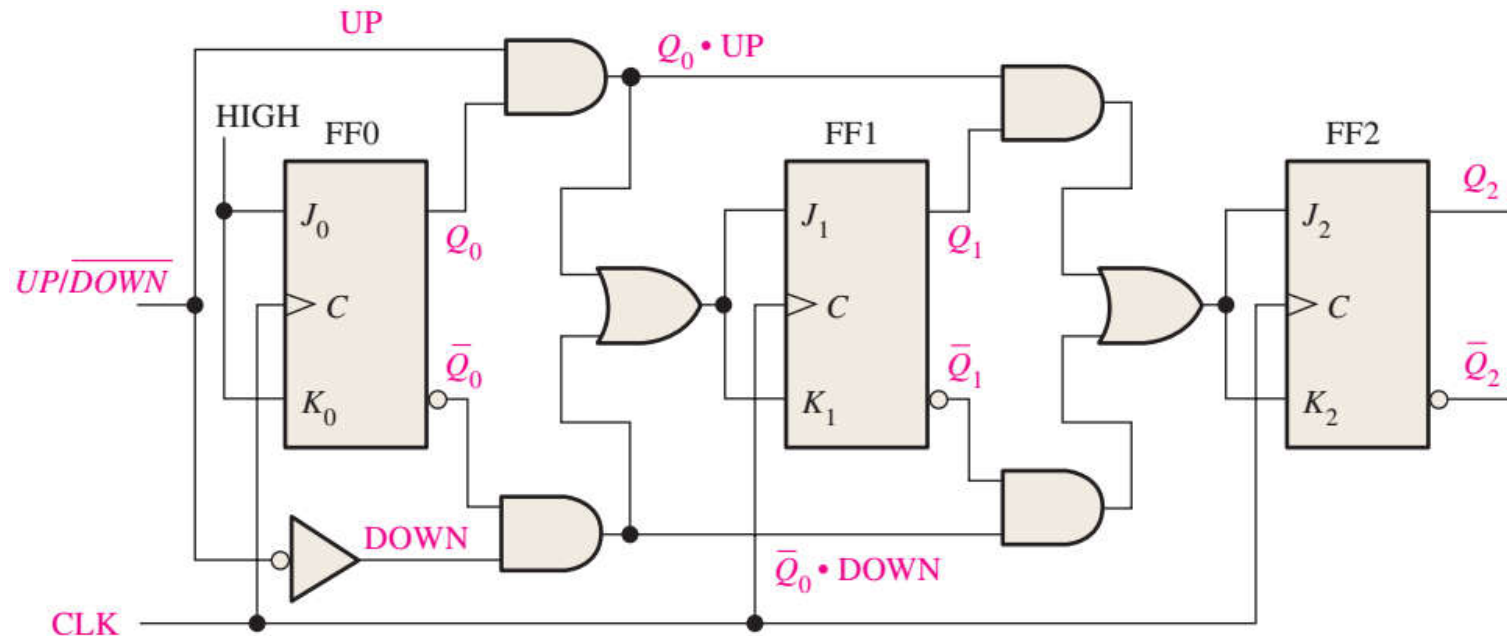 UP
Q₀ • UP
HIGH
FF0
FF1
FF2
J₀
Q₀
J₁
Q₁
J₂
Q₂
UP/D̅O̅W̅N̅
C
C
C
Q̅₀
Q̅₁
Q̅₂
K₀
K₁
K₂
DOWN
Q̅₀ • DOWN
CLK